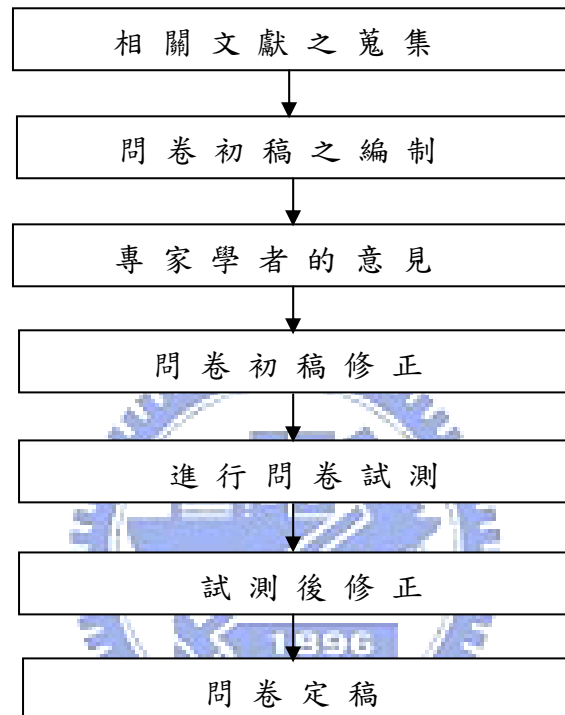 相關文獻之蒐集
問卷初稿之編制
專家學者的意見
問卷初稿修正
進行問卷試測
試測後修正
1896
問卷定稿